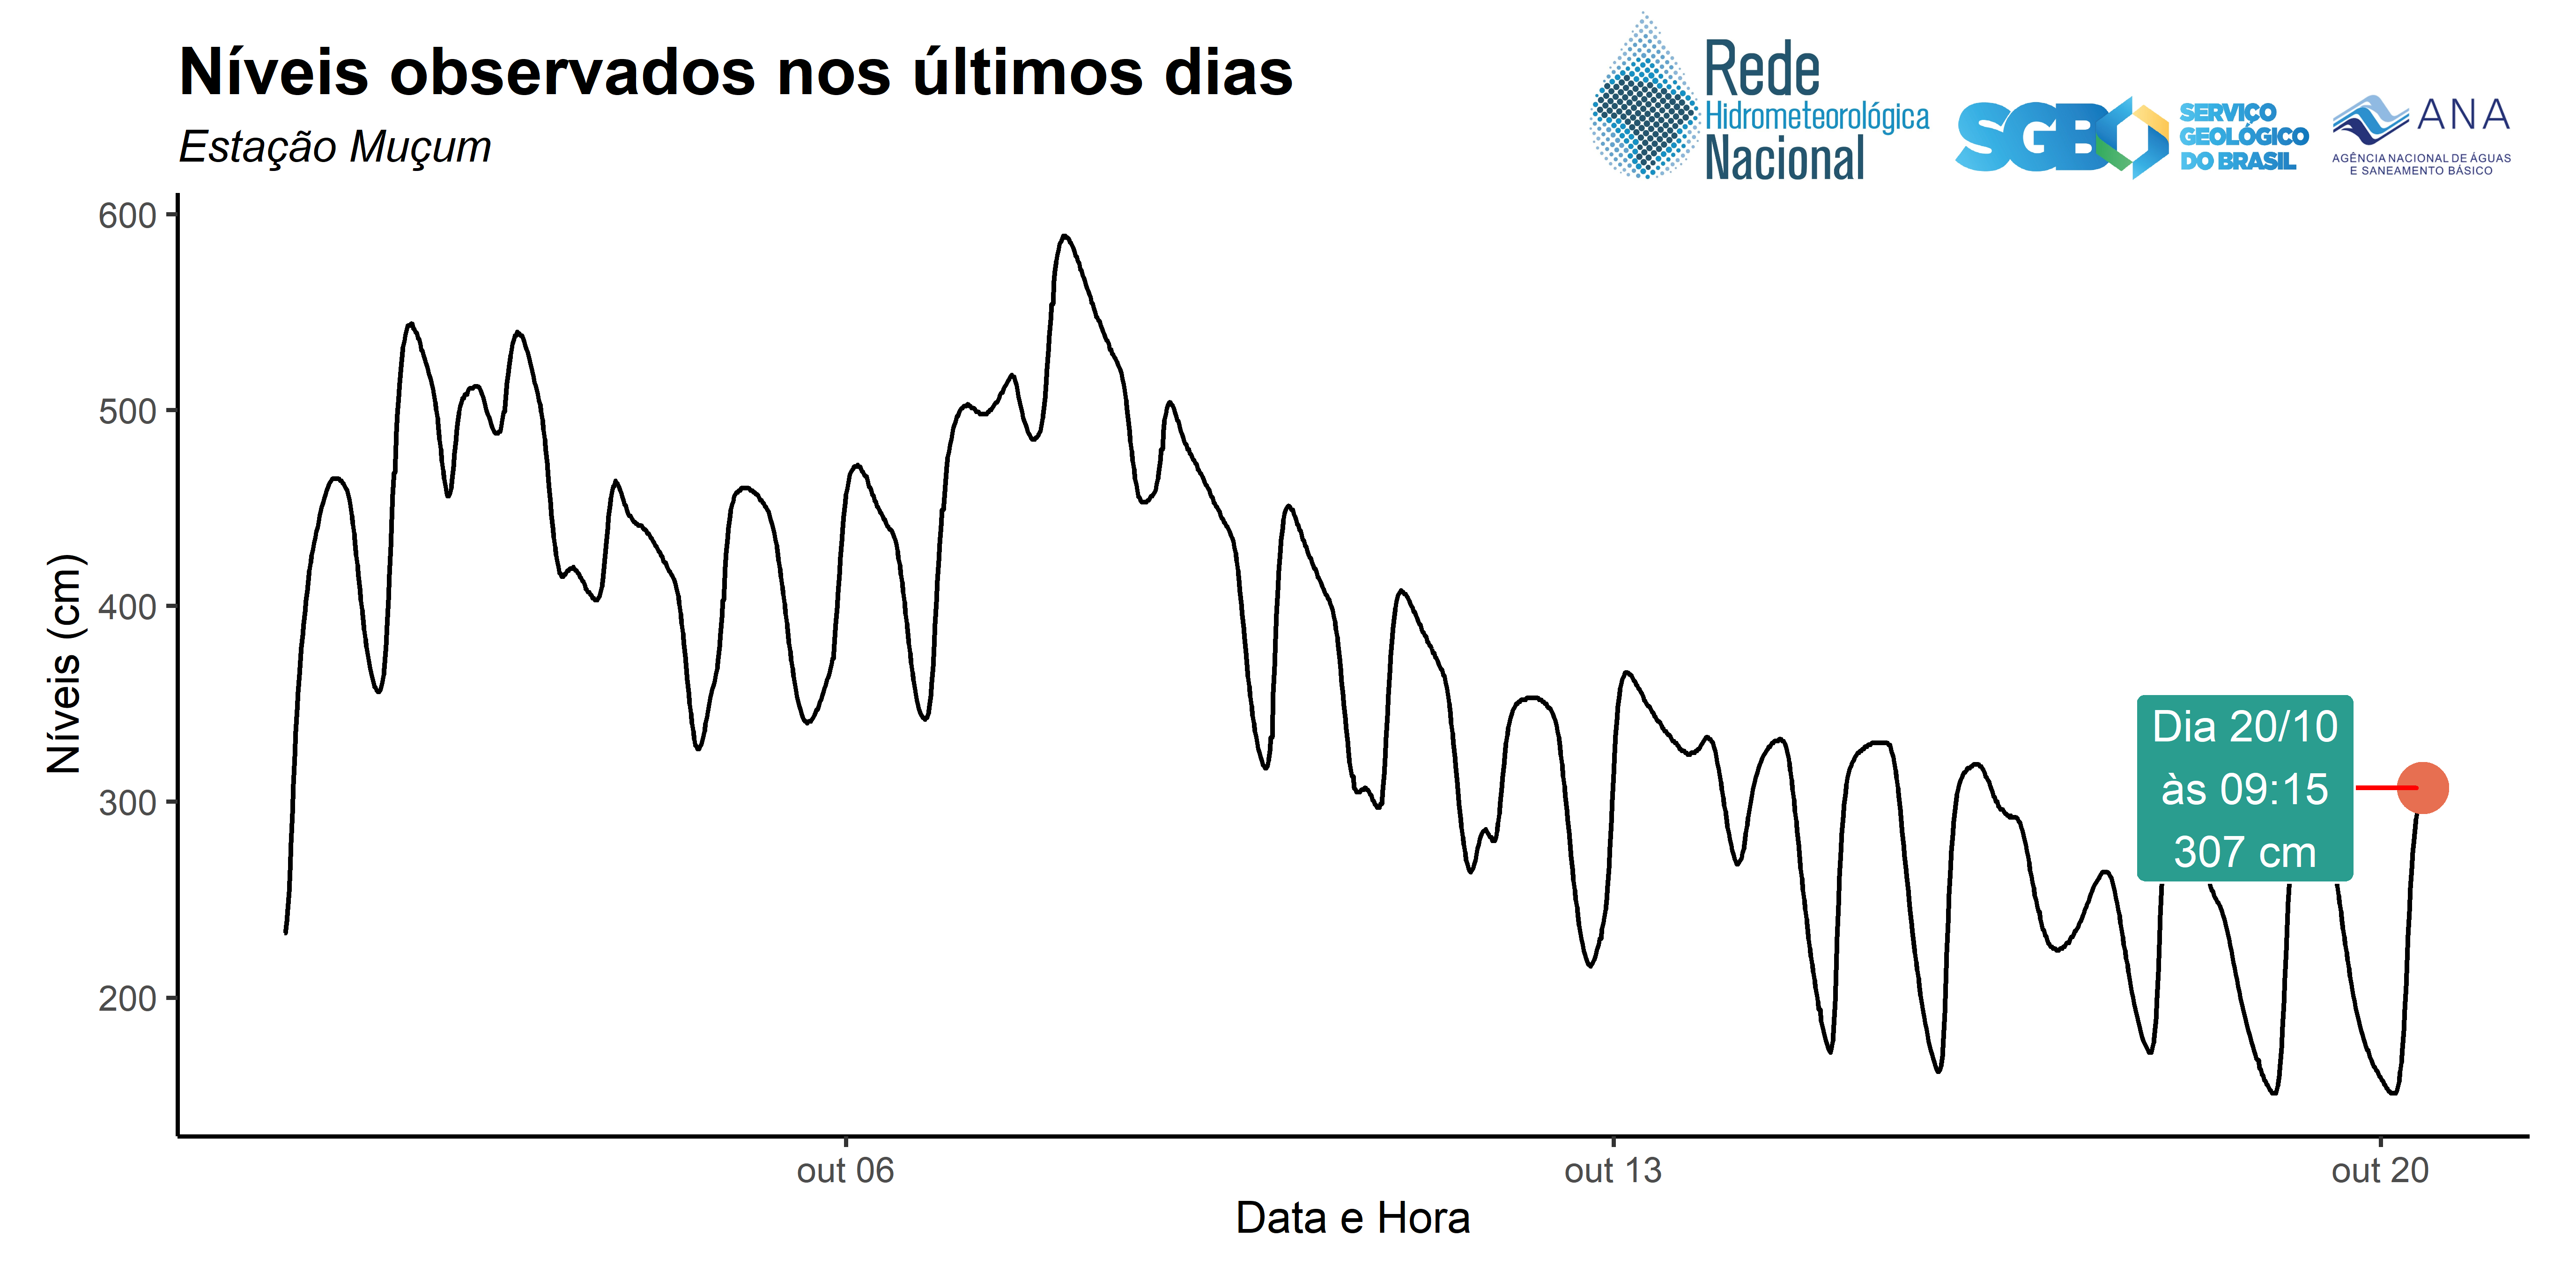 Níveis observados nos últimos dias
Estação Muçum
Rede
Hidrometeorológica
Nacional
SGB
SERVIÇO
GEOLÓGICO
DO BRASIL
ANA
AGÊNCIA NACIONAL DE ÁGUAS
E SANEAMENTO BÁSICO
Níveis (cm)
600
500
400
300
200
Dia 20/10
às 09:15
307 cm
out 06
out 13
out 20
Data e Hora